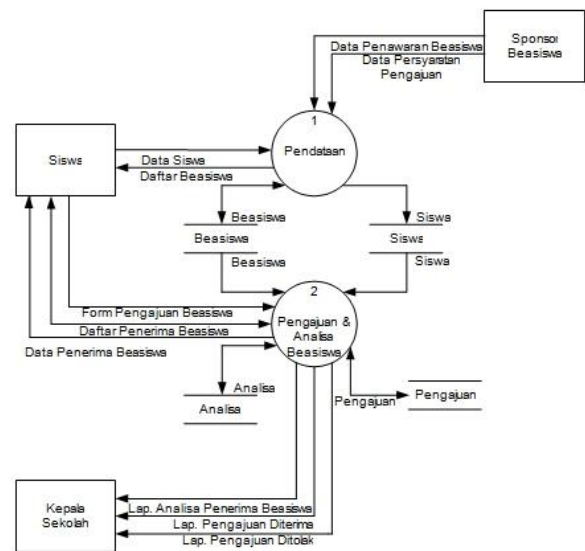 Sponsor
Beasiswa
Data Penawaran Beasiswa
Data Persyaratan
Pengajuan
1
Pendataan
Siswa
Data Siswa
Daftar Beasiswa
Beasiswa
Siswa
Beasiswa
Siswa
Beasiswa
Siswa
2
Pengajuan &
Analisa
Beasiswa
Form Pengajuan Beasiswa
Daftar Penerima Beasiswa
Data Penerima Beasiswa
Analisa
Analisa
Pengajuan
Pengajuan
Kepala
Sekolah
Lap. Analisa Penerima Beasiswa
Lap. Pengajuan Diterima
Lap. Pengajuan Ditolak